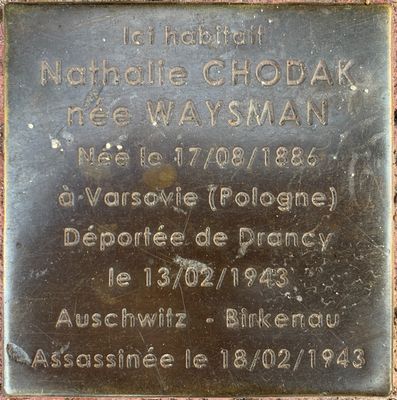 Ici habitait
Nathalie CHODAK
née WAYSMAN
Née le 17/08/1886
à Varsovie (Pologne)
Déportée de Drancy
le 13/02/1943
Auschwitz - Birkenau
Assassinée le 18/02/1943